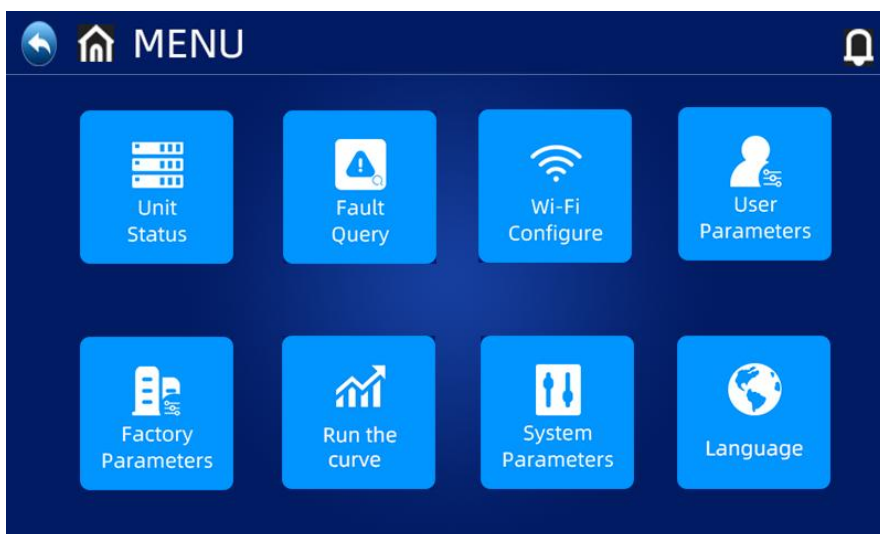 MENU
Unit
Status
Fault
Query
Wi-Fi
Configure
User
Parameters
Factory
Parameters
Run the
curve
System
Parameters
Language